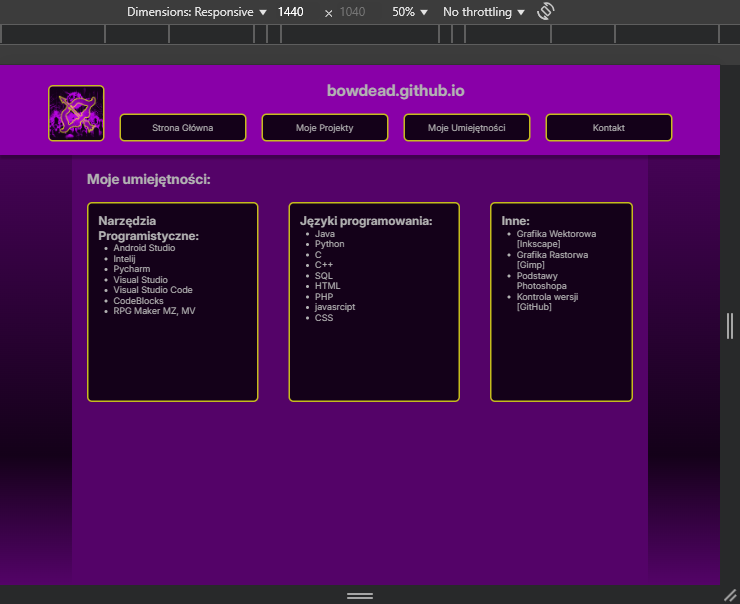 Dimensions: Responsive ▼ 1440 × 1040 50% ▼ No throttling ▼
bowdead.github.io
Strona Główna
Moje Projekty
Moje Umiejętności
Kontakt
Moje umiejętności:
Narzędzia
Programistyczne:
• Android Studio
• Intelij
• Pycharm
• Visual Studio
• Visual Studio Code
• CodeBlocks
• RPG Maker MZ, MV
Języki programowania:
• Java
• Python
• C
• C++
• SQL
• HTML
• PHP
• javasrcipt
• CSS
Inne:
• Grafika Wektorowa
[Inkscape]
• Grafika Rastorwa
[Gimp]
• Podstawy
Photoshopa
• Kontrola wersji
[GitHub]